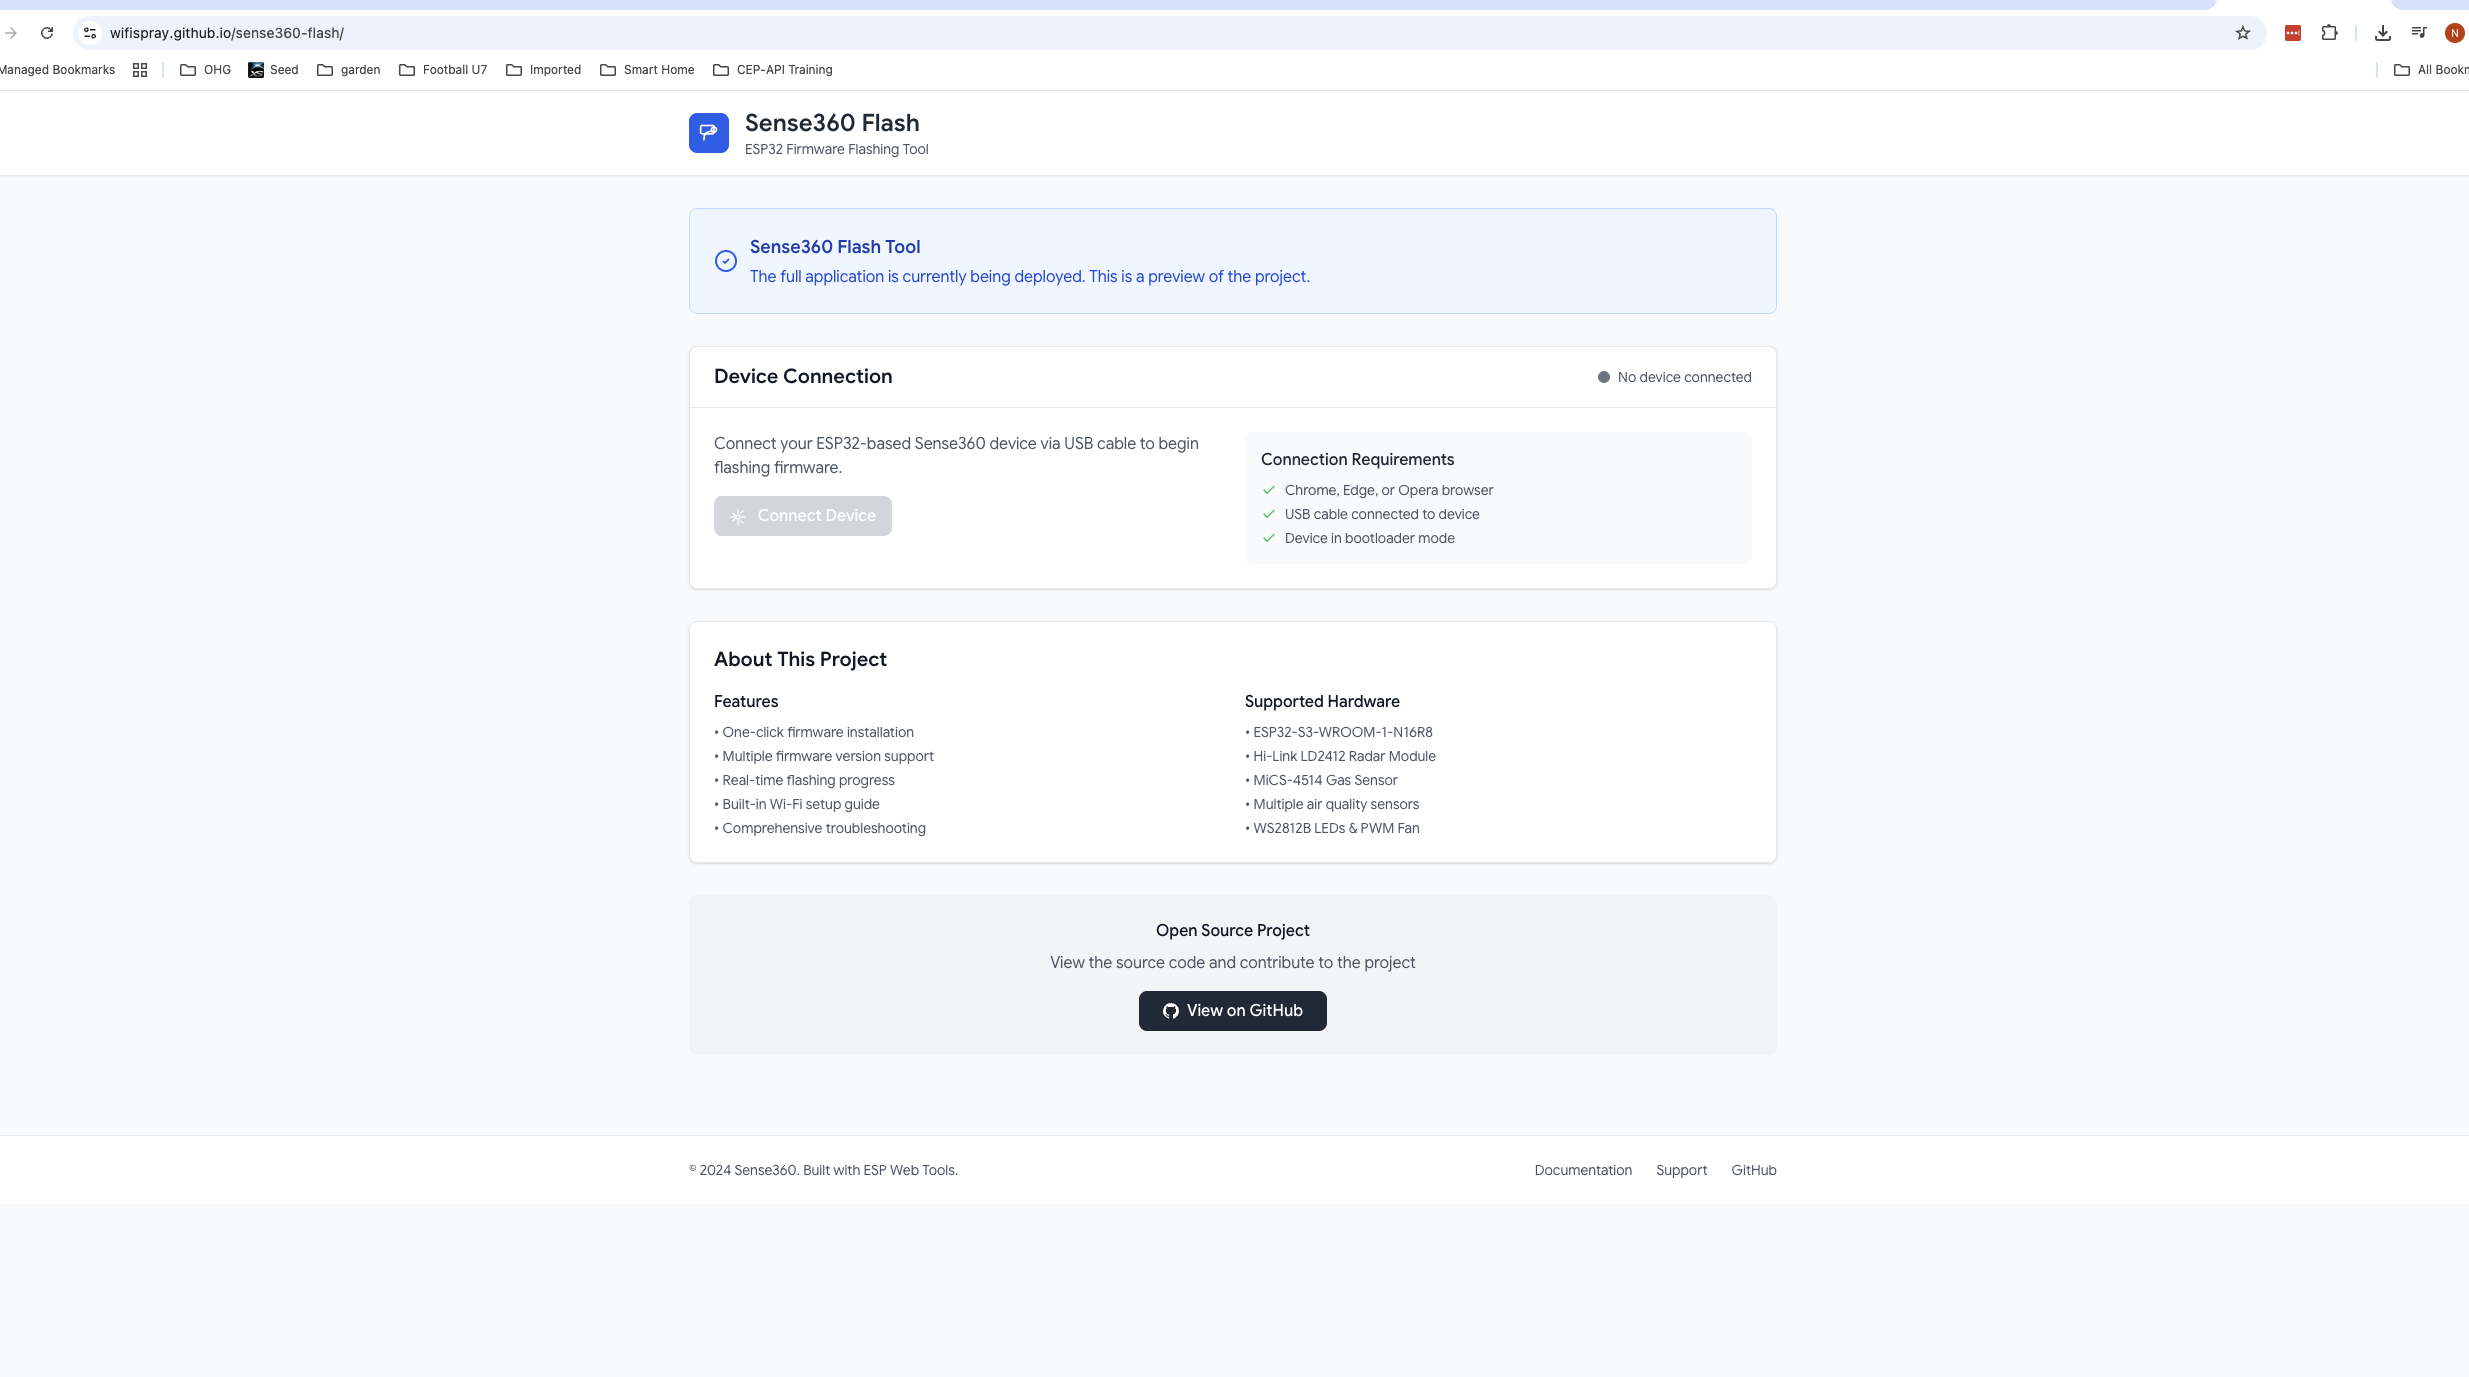 wifispray.github.io/sense360-flash/
N
Managed Bookmarks
OHG
Seed
garden
Football U7
Imported
Smart Home
CEP-API Training
All Bookm
Sense360 Flash
ESP32 Firmware Flashing Tool
Sense360 Flash Tool
The full application is currently being deployed. This is a preview of the project.
Device Connection
No device connected
Connect your ESP32-based Sense360 device via USB cable to begin
flashing firmware.
Connect Device
Connection Requirements
Chrome, Edge, or Opera browser
USB cable connected to device
Device in bootloader mode
About This Project
Features
• One-click firmware installation
• Multiple firmware version support
• Real-time flashing progress
• Built-in Wi-Fi setup guide
• Comprehensive troubleshooting
Supported Hardware
• ESP32-S3-WROOM-1-N16R8
• Hi-Link LD2412 Radar Module
• MiCS-4514 Gas Sensor
• Multiple air quality sensors
• WS2812B LEDs & PWM Fan
Open Source Project
View the source code and contribute to the project
View on GitHub
© 2024 Sense360. Built with ESP Web Tools.
Documentation
Support
GitHub